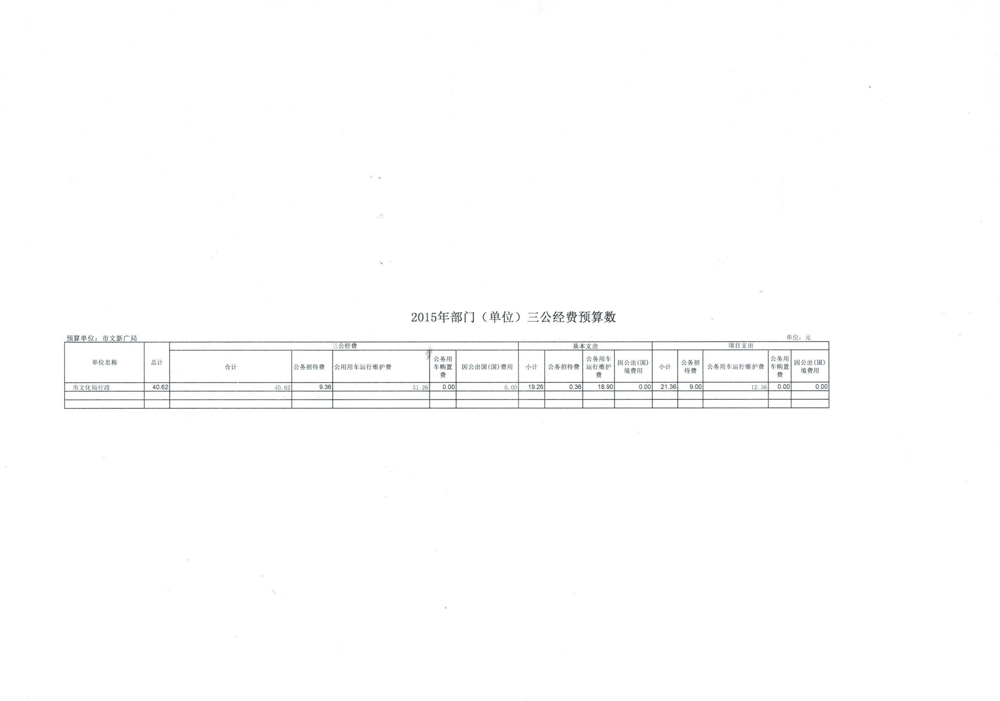 2015年部门（单位）三公经费预算数
预算单位：市文新广局 单位：元
单位名称 总计 三公经费 基本支出 项目支出
合计 公务招待费 公用用车运行维护费 公务用车购置费 因公出国(国)费用 小计 公务招待费 公务用车运行维护费 因公出(国)境费用 小计 公务招待费 公务用车运行维护费 公务用车购置费 因公出(国)境费用
市文化局行政 40.62 40.62 9.36 31.26 0.00 0.00 19.26 0.36 18.90 0.00 21.36 9.00 12.36 0.00 0.00